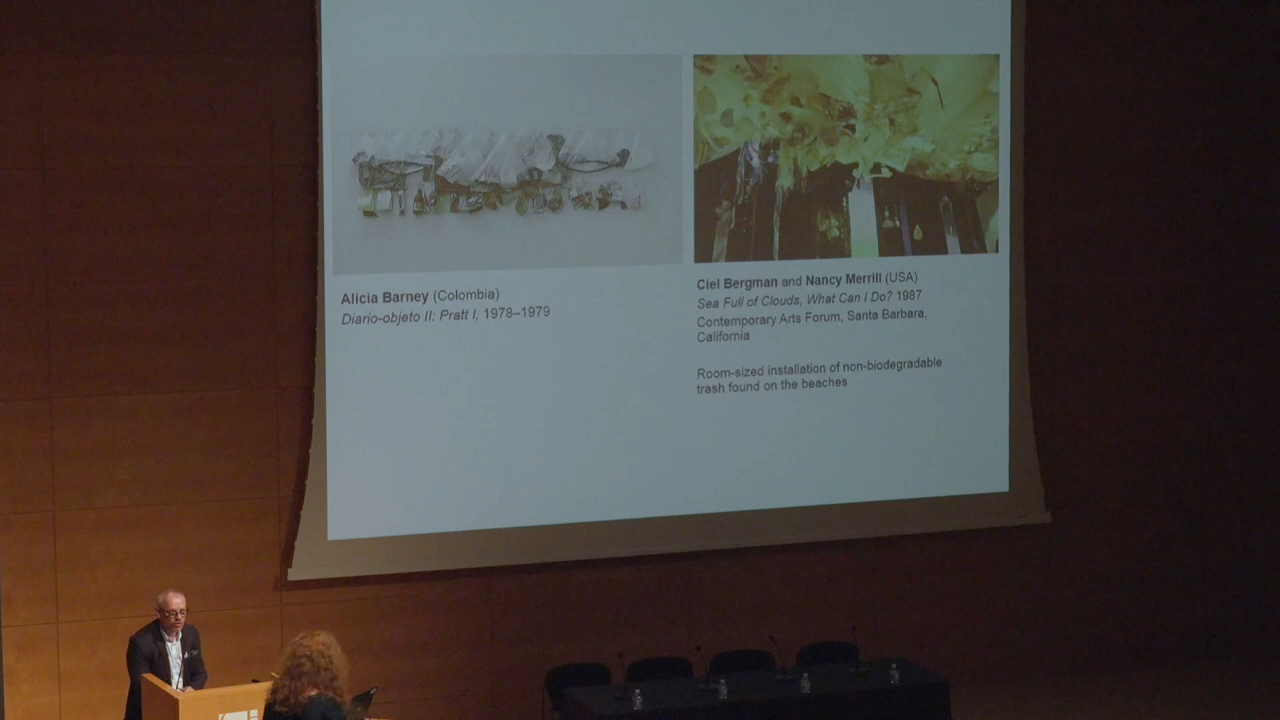 Alicia Barney (Colombia)
Diario-objeto II: Pratt I, 1978–1979
Ciel Bergman and Nancy Merrill (USA)
Sea Full of Clouds, What Can I Do? 1987
Contemporary Arts Forum, Santa Barbara,
California
Room-sized installation of non-biodegradable
trash found on the beaches